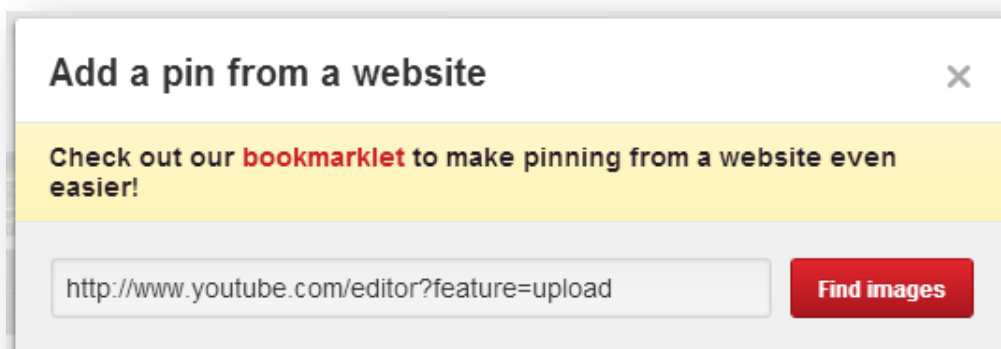 Add a pin from a website
Check out our bookmarklet to make pinning from a website even
easier!
http://www.youtube.com/editor?feature=upload
Find images